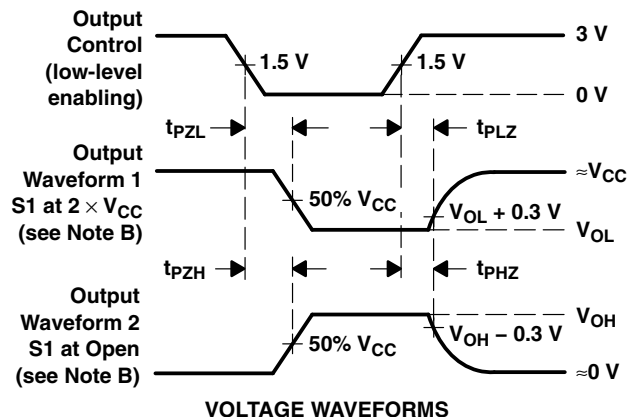 Output
Control
(low-level
enabling)
1.5 V
1.5 V
3 V
0 V
tPZL
tPLZ
Output
Waveform 1
S1 at 2 × VCC
(see Note B)
50% VCC
VOL + 0.3 V
≈VCC
VOL
tPZH
tPHZ
Output
Waveform 2
S1 at Open
(see Note B)
50% VCC
VOH − 0.3 V
VOH
≈0 V
VOLTAGE WAVEFORMS